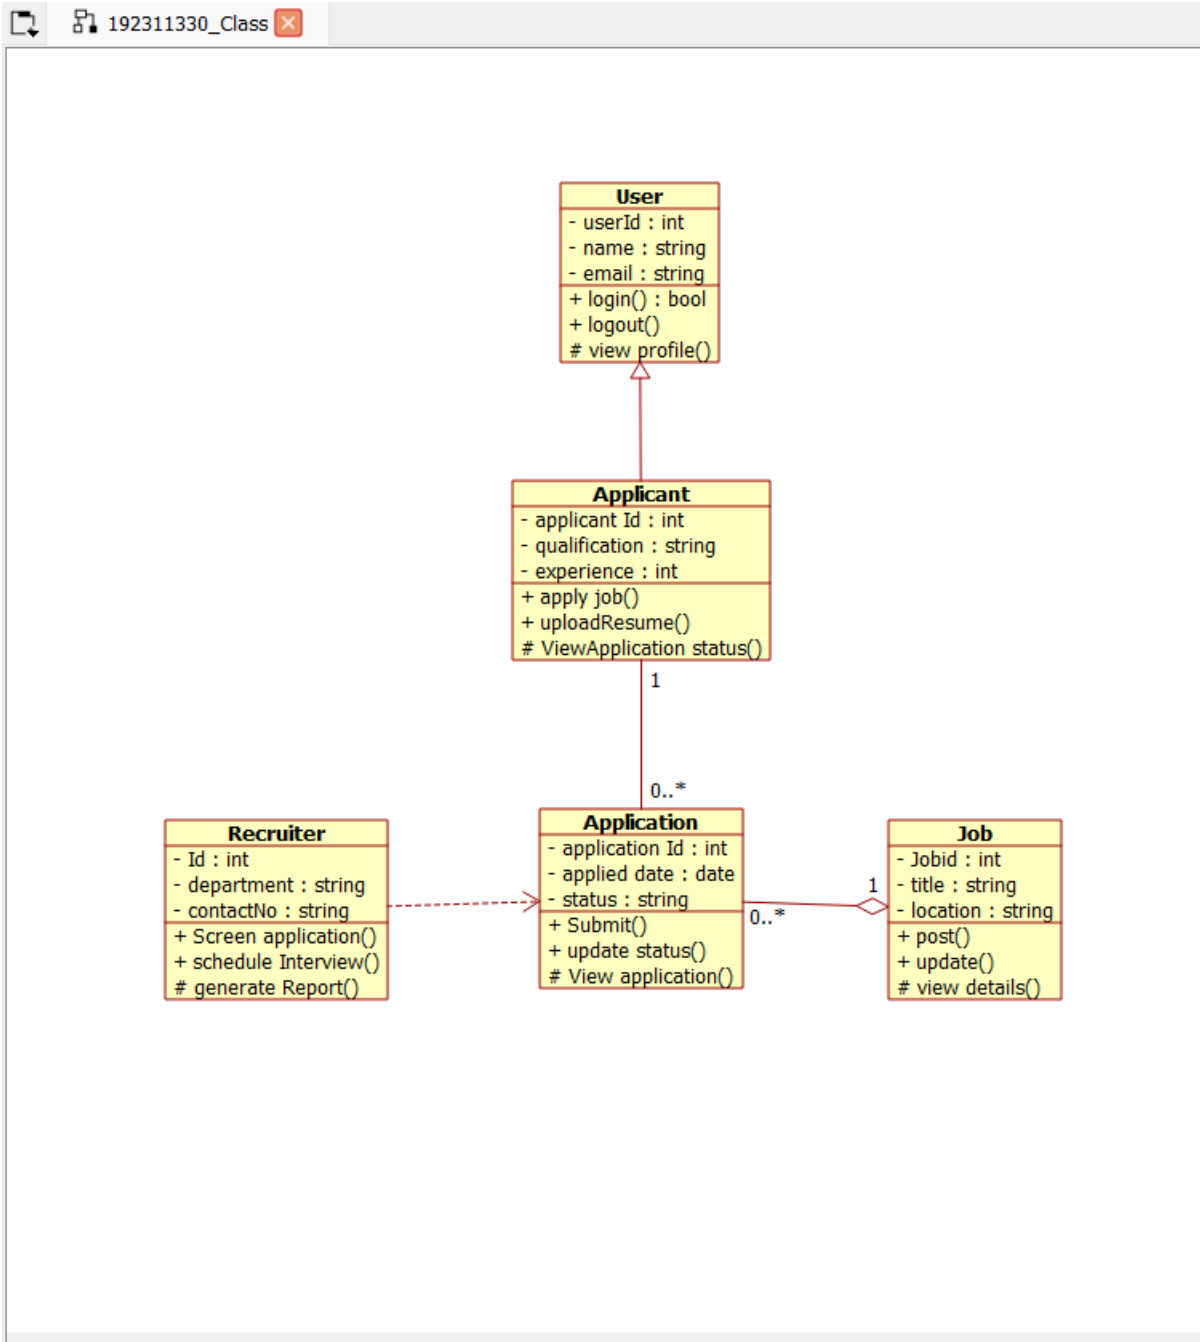 192311330_Class
User
- userId : int
- name : string
- email : string
+ login() : bool
+ logout()
# view profile()
Applicant
- applicant Id : int
- qualification : string
- experience : int
+ apply job()
+ uploadResume()
# ViewApplication status()
1
0..*
Recruiter
- Id : int
- department : string
- contactNo : string
+ Screen application()
+ schedule Interview()
# generate Report()
Application
- application Id : int
- applied date : date
- status : string
+ Submit()
+ update status()
# View application()
0..*
1
Job
- Jobid : int
- title : string
- location : string
+ post()
+ update()
# view details()